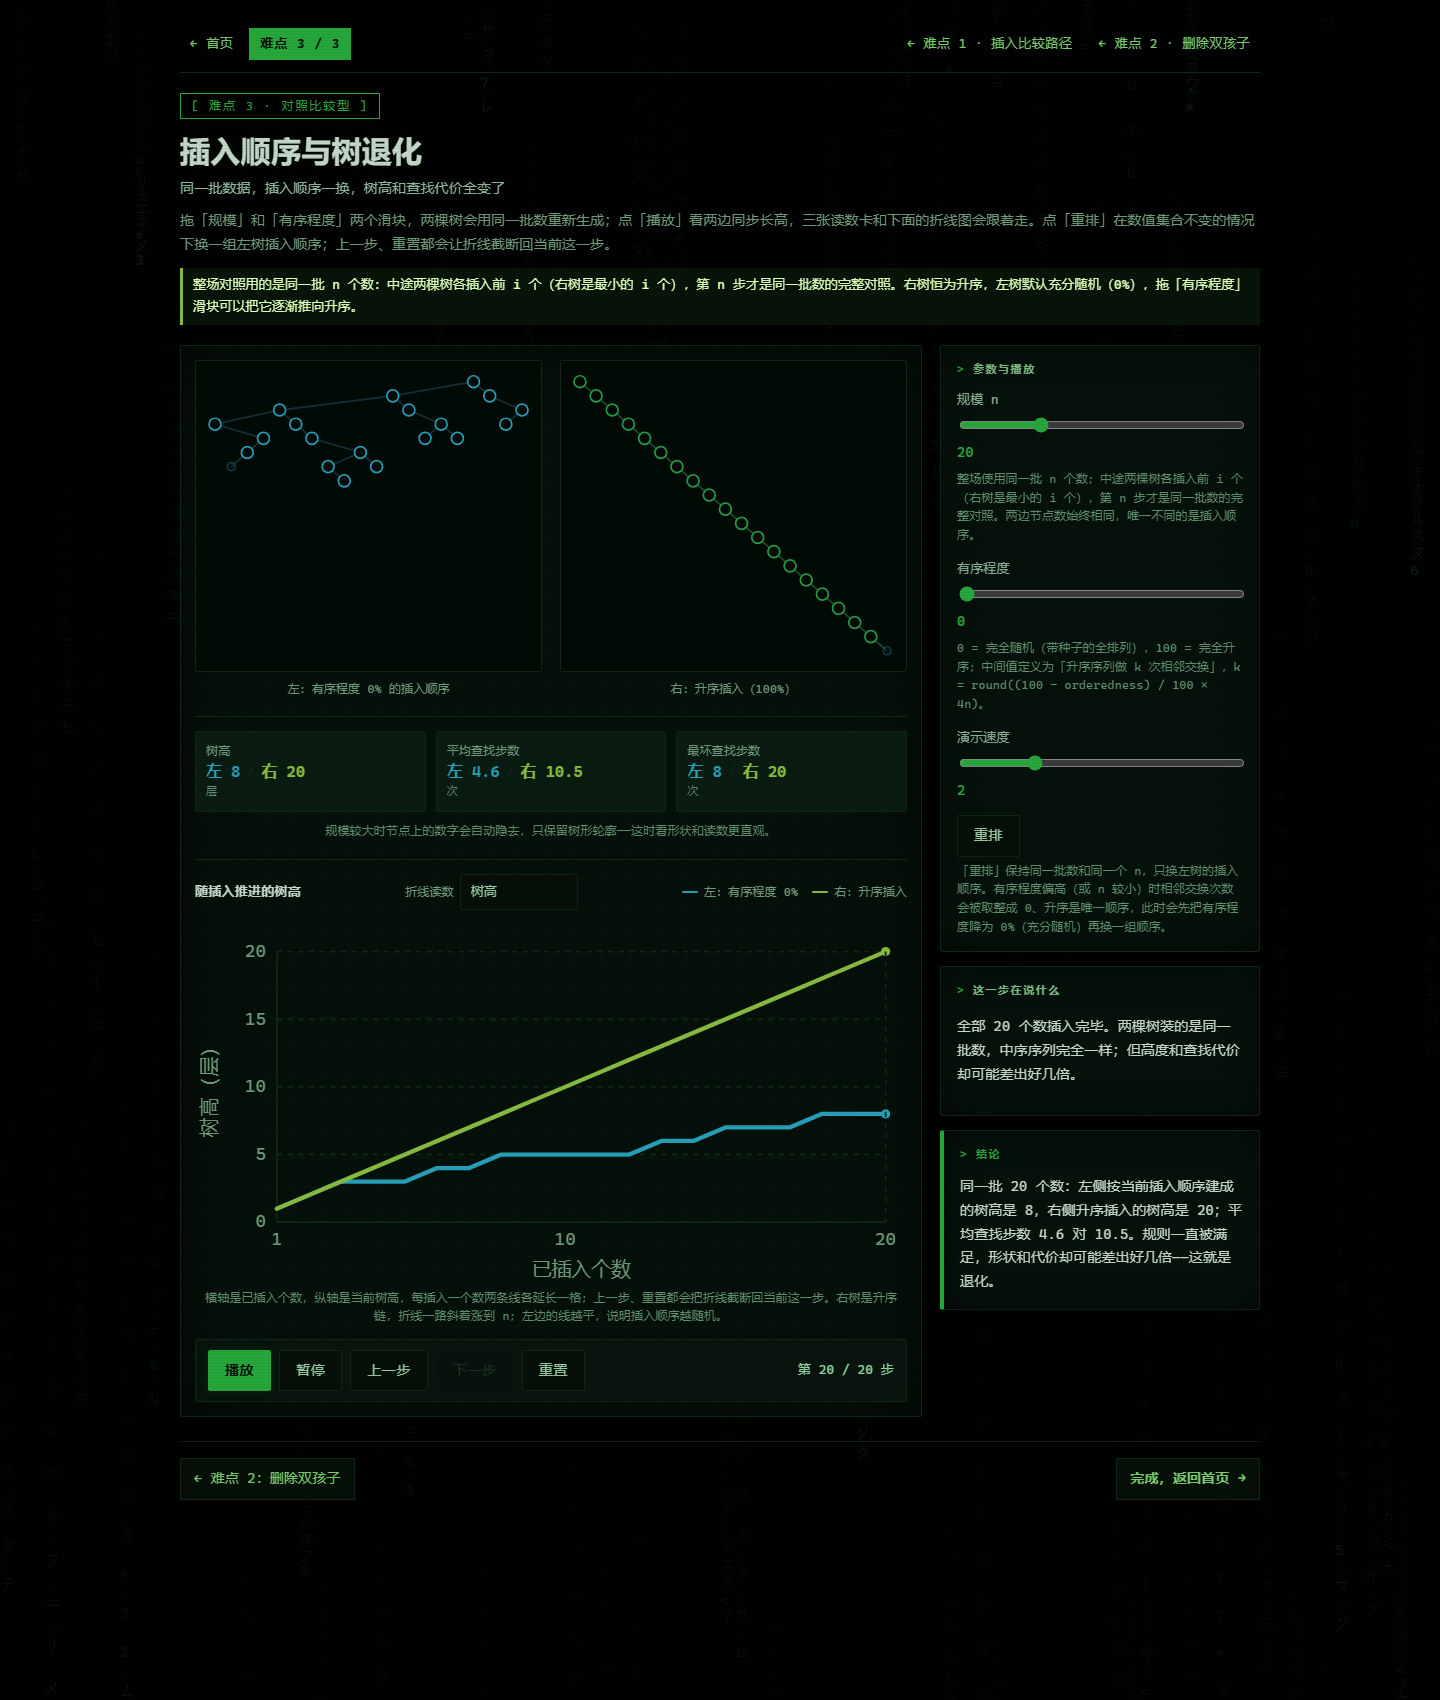 ← 首页
难点 3 / 3
← 难点 1 · 插入比较路径
← 难点 2 · 删除双孩子
[ 难点 3 · 对照比较型 ]
插入顺序与树退化
同一批数据，插入顺序一换，树高和查找代价全变了
拖「规模」和「有序程度」两个滑块，两棵树会用同一批数重新生成；点「播放」看两边同步长高，三张读数卡和下面的折线图会跟着走。点「重排」在数值集合不变的情况
下换一组左树插入顺序；上一步、重置都会让折线截断回当前这一步。
整场对照用的是同一批 n 个数：中途两棵树各插入前 i 个（右树是最小的 i 个），第 n 步才是同一批数的完整对照。右树恒为升序，左树默认充分随机（0%），拖「有序程度」
滑块可以把它逐渐推向升序。
左：有序程度 0% 的插入顺序
右：升序插入（100%）
树高
左 8 / 右 20
层
平均查找步数
左 4.6 / 右 10.5
次
最坏查找步数
左 8 / 右 20
次
规模较大时节点上的数字会自动隐去，只保留树形轮廓——这时看形状和读数更直观。
随插入推进的树高
折线读数
树高
左：有序程度 0%
右：升序插入
20
15
10
5
0
树高（层）
1
10
20
已插入个数
横轴是已插入个数，纵轴是当前树高，每插入一个数两条线各延长一格；上一步、重置都会把折线截断回当前这一步。右树是升序
链，折线一路斜着涨到 n；左边的线越平，说明插入顺序越随机。
播放
暂停
上一步
下一步
重置
第 20 / 20 步
> 参数与播放
规模 n
20
整场使用同一批 n 个数；中途两棵树各插入前 i 个
（右树是最小的 i 个），第 n 步才是同一批数的完
整对照。两边节点数始终相同，唯一不同的是插入顺
序。
有序程度
0
0 = 完全随机（带种子的全排列），100 = 完全升
序；中间值定义为「升序序列做 k 次相邻交换」，k
= round((100 − orderedness) / 100 ×
4n)。
演示速度
2
重排
「重排」保持同一批数和同一个 n，只换左树的插入
顺序。有序程度偏高（或 n 较小）时相邻交换次数
会被取整成 0、升序是唯一顺序，此时会先把有序程
度降为 0%（充分随机）再换一组顺序。
> 这一步在说什么
全部 20 个数插入完毕。两棵树装的是同一
批数，中序序列完全一样；但高度和查找代价
却可能差出好几倍。
> 结论
同一批 20 个数：左侧按当前插入顺序建成
的树高是 8，右侧升序插入的树高是 20；平
均查找步数 4.6 对 10.5。规则一直被满
足，形状和代价却可能差出好几倍——这就是
退化。
← 难点 2：删除双孩子
完成，返回首页 →